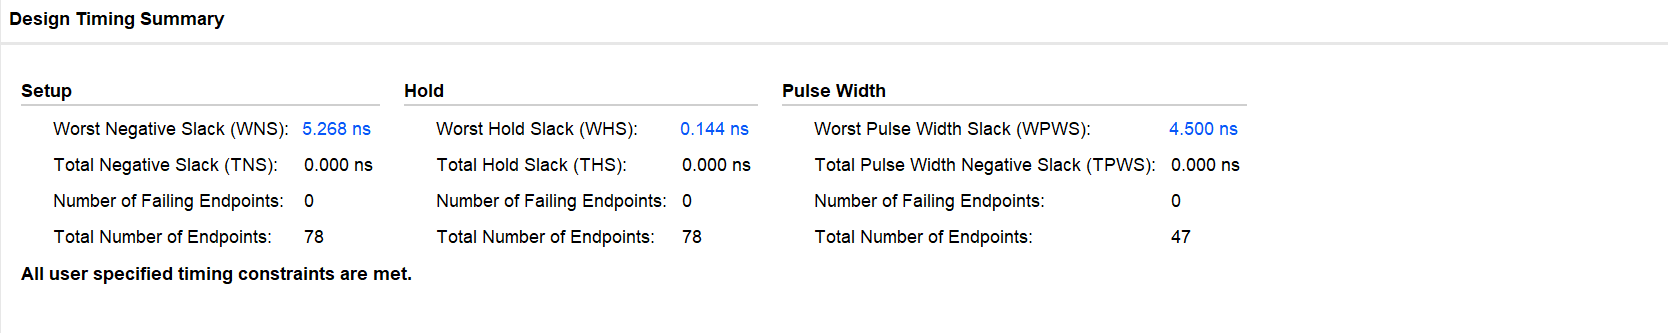 Design Timing Summary
Setup
Worst Negative Slack (WNS): 5.268 ns
Total Negative Slack (TNS): 0.000 ns
Number of Failing Endpoints: 0
Total Number of Endpoints: 78
Hold
Worst Hold Slack (WHS): 0.144 ns
Total Hold Slack (THS): 0.000 ns
Number of Failing Endpoints: 0
Total Number of Endpoints: 78
Pulse Width
Worst Pulse Width Slack (WPWS): 4.500 ns
Total Pulse Width Negative Slack (TPWS): 0.000 ns
Number of Failing Endpoints: 0
Total Number of Endpoints: 47
All user specified timing constraints are met.